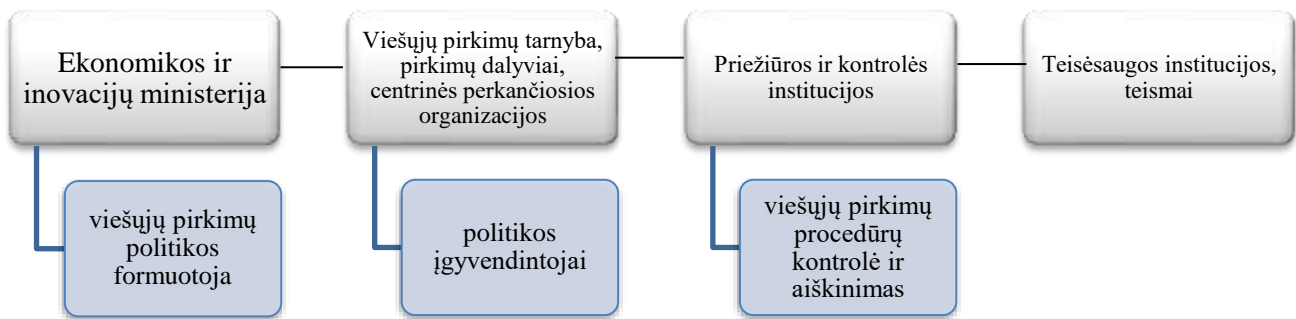 Ekonomikos ir
inovacijų ministerija
Viešųjų pirkimų tarnyba,
pirkimų dalyviai,
centrinės perkančiosios
organizacijos
Priežiūros ir kontrolės
institucijos
Teisėsaugos institucijos,
teismai
viešųjų pirkimų
politikos
formuotoja
politikos
įgyvendintojai
viešųjų pirkimų
procedūrų
kontrolė ir
aiškinimas